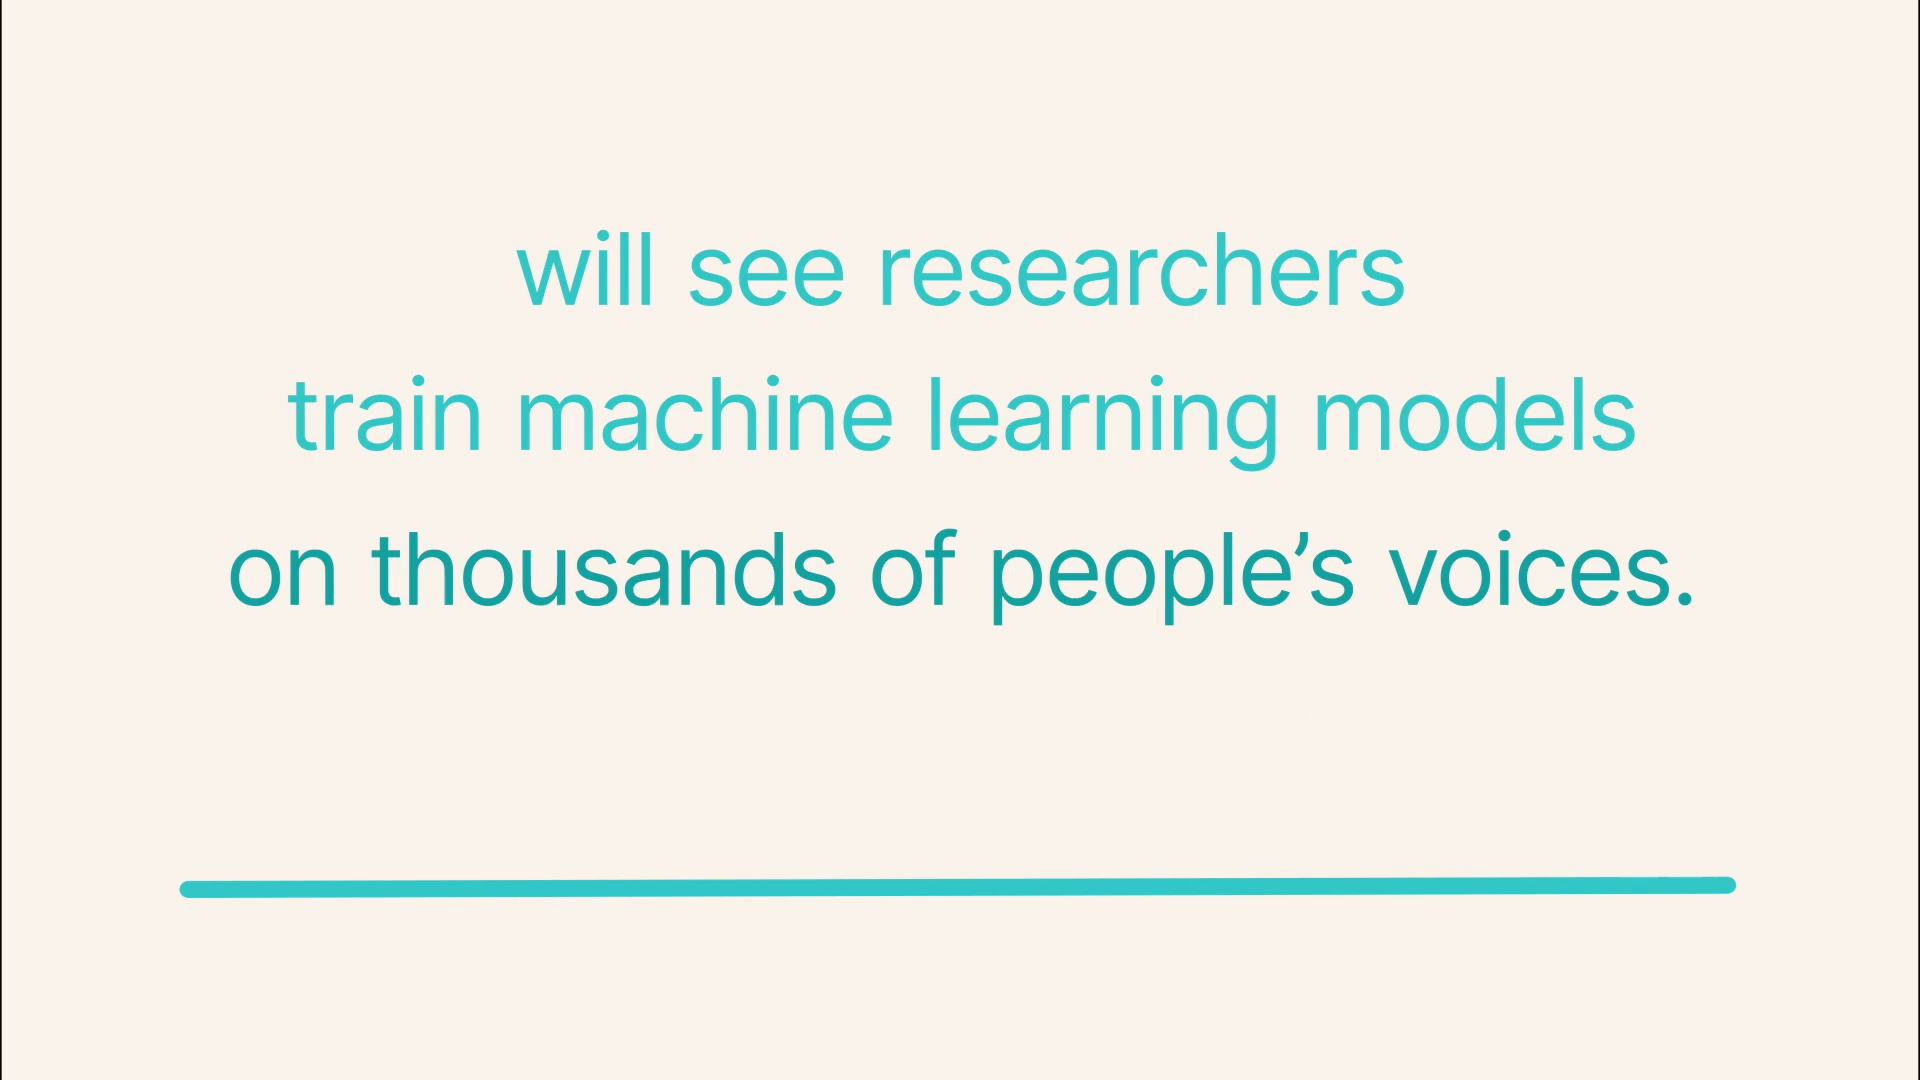 will see researchers
train machine learning models
on thousands of people’s voices.